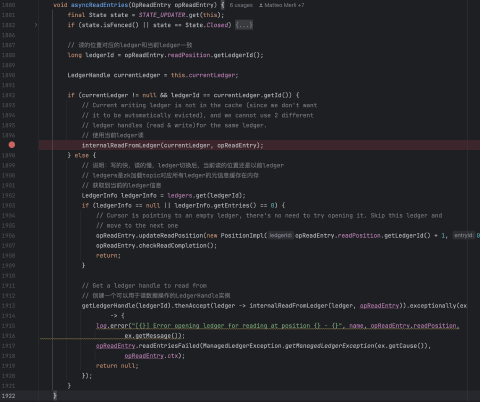 1880 void asyncReadEntries(OpReadEntry opReadEntry) { 8 usages Matteo Merli +7
1881 final State state = STATE_UPDATER.get(this);
1882 if (state.isFenced() || state == State.Closed) {...}
1887 // 读的位置对应的ledger和当前ledger一致
1888 long ledgerId = opReadEntry.readPosition.getLedgerId();
1889
1890 LedgerHandle currentLedger = this.currentLedger;
1891
1892 if (currentLedger != null && ledgerId == currentLedger.getId()) {
1893 // Current writing ledger is not in the cache (since we don't want
1894 // it to be automatically evicted), and we cannot use 2 different
1895 // ledger handles (read & write)for the same ledger.
1896 // 使用当前ledger读
internalReadFromLedger(currentLedger, opReadEntry);
1898 } else {
1899 // 说明：写的快，读的慢，ledger切换后，当前读的位置还是以前ledger
1900 // ledgers是zk加载topic对应所有ledger的元信息缓存在内存
1901 // 获取到当前的ledger信息
1902 LedgerInfo ledgerInfo = ledgers.get(ledgerId);
1903 if (ledgerInfo == null || ledgerInfo.getEntries() == 0) {
1904 // Cursor is pointing to an empty ledger, there's no need to try opening it. Skip this ledger and
1905 // move to the next one
1906 opReadEntry.updateReadPosition(new PositionImpl( ledgerId: opReadEntry.readPosition.getLedgerId() + 1,
1907 opReadEntry.checkReadCompletion();
1908 return;
1909 }
1910
1911 // Get a ledger handle to read from
1912 // 创建一个可以用于读数据操作的LedgerHandle实例
1913 getLedgerHandle(ledgerId).thenAccept(ledger -> internalReadFromLedger(ledger, opReadEntry)).exceptionally(ex
1914 -> {
1915 log.error("[{}] Error opening ledger for reading at position {} - {}", name, opReadEntry.readPosition,
1916 ex.getMessage());
1917 opReadEntry.readEntriesFailed(ManagedLedgerException.getManagedLedgerException(ex.getCause()),
1918 opReadEntry.ctx);
1919 return null;
1920 });
1921 }
1922 }